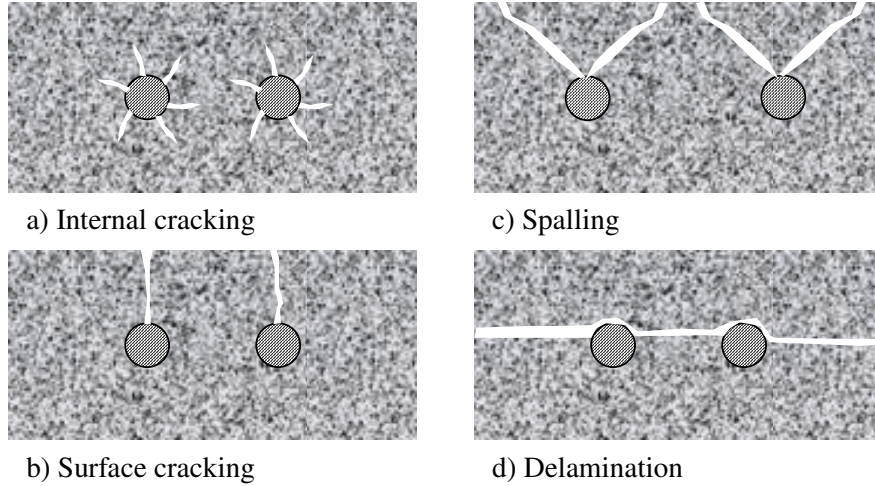 a) Internal cracking
c) Spalling
b) Surface cracking
d) Delamination